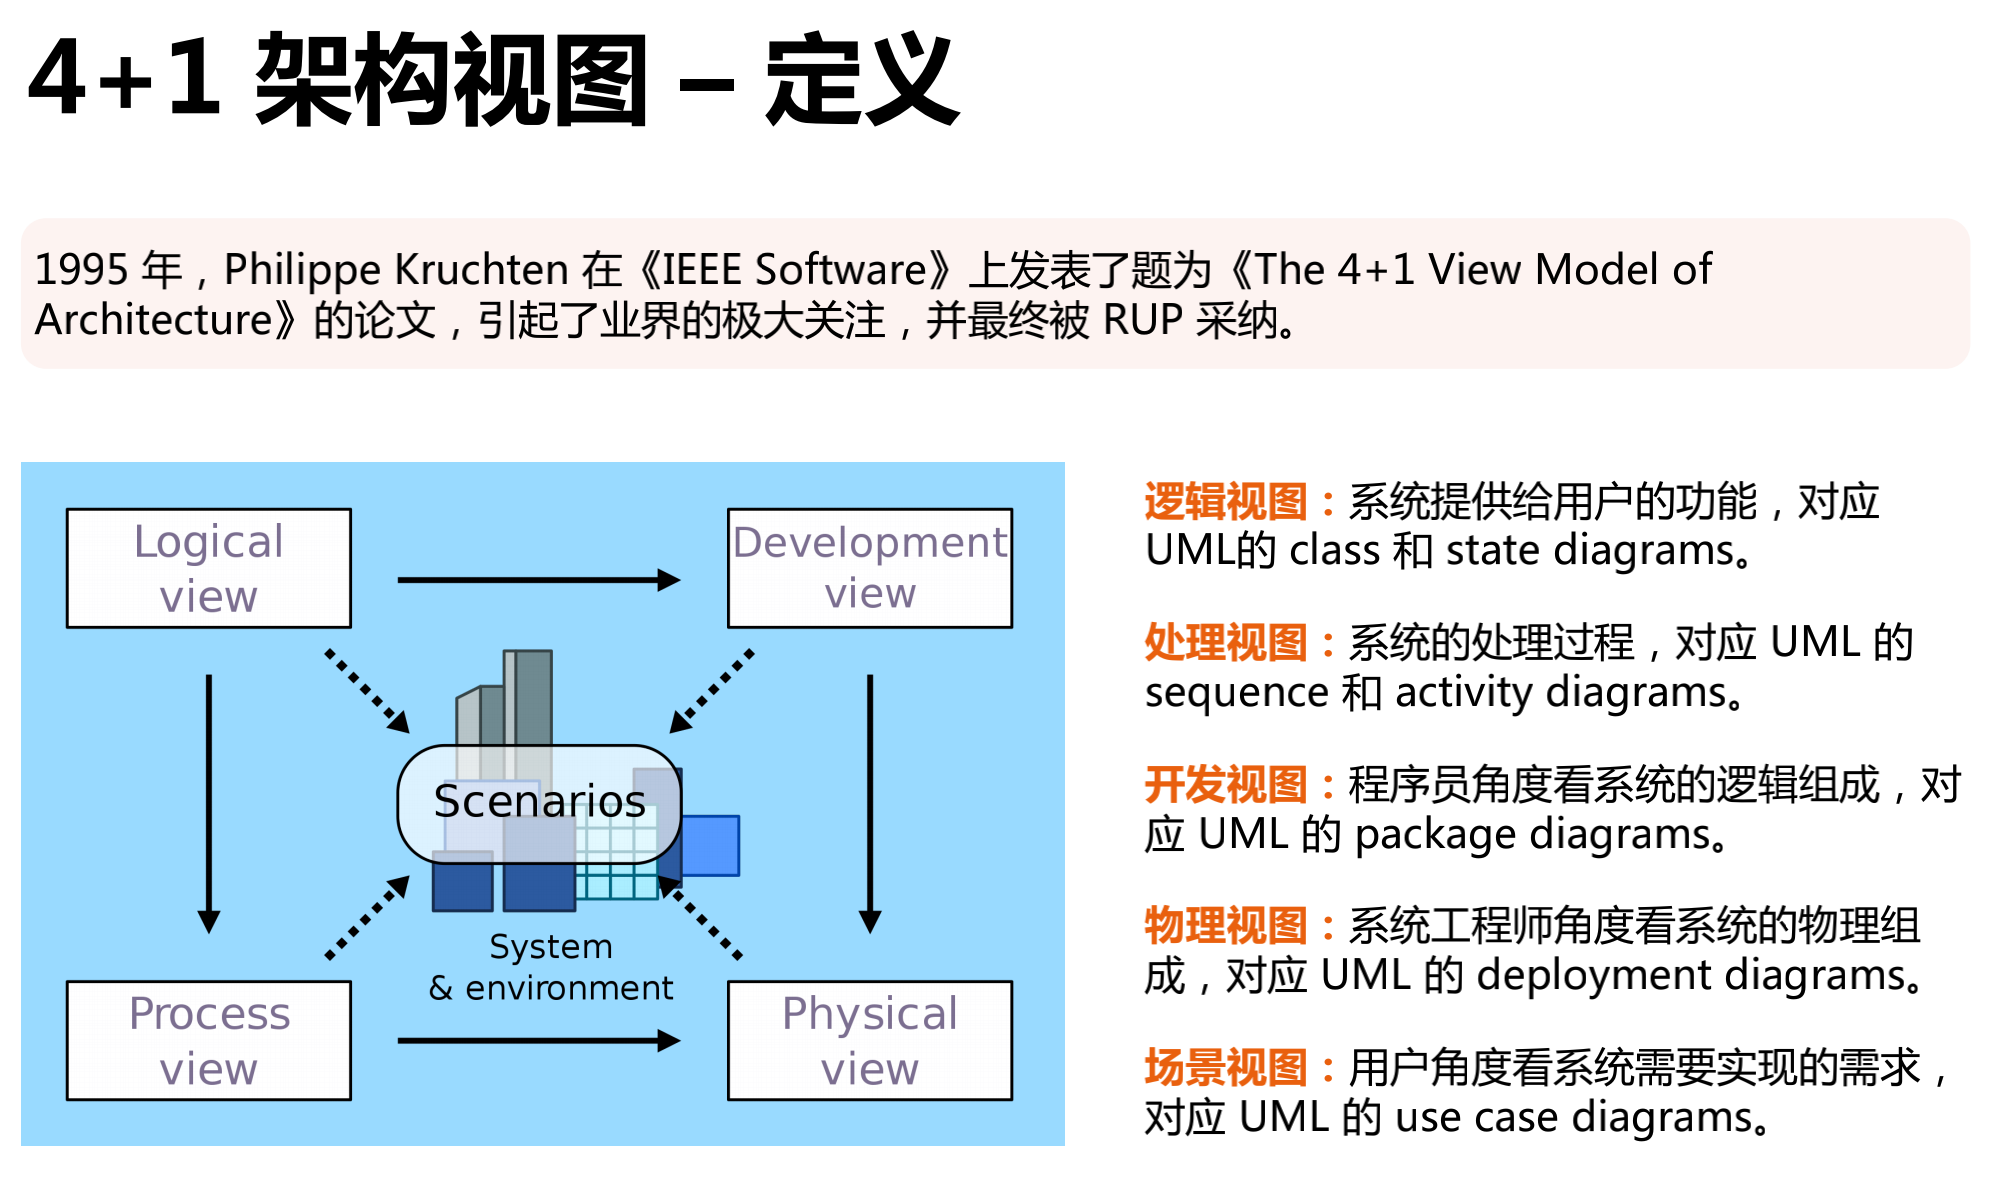 4+1 架构视图 – 定义
1995 年，Philippe Kruchten 在《IEEE Software》上发表了题为《The 4+1 View Model of
Architecture》的论文，引起了业界的极大关注，并最终被 RUP 采纳。
Logical
view
Development
view
Scenarios
System
& environment
Process
view
Physical
view
逻辑视图：系统提供给用户的功能，对应
UML的 class 和 state diagrams。
处理视图：系统的处理过程，对应 UML 的
sequence 和 activity diagrams。
开发视图：程序员角度看系统的逻辑组成，对
应 UML 的 package diagrams。
物理视图：系统工程师角度看系统的物理组
成，对应 UML 的 deployment diagrams。
场景视图：用户角度看系统需要实现的需求，
对应 UML 的 use case diagrams。